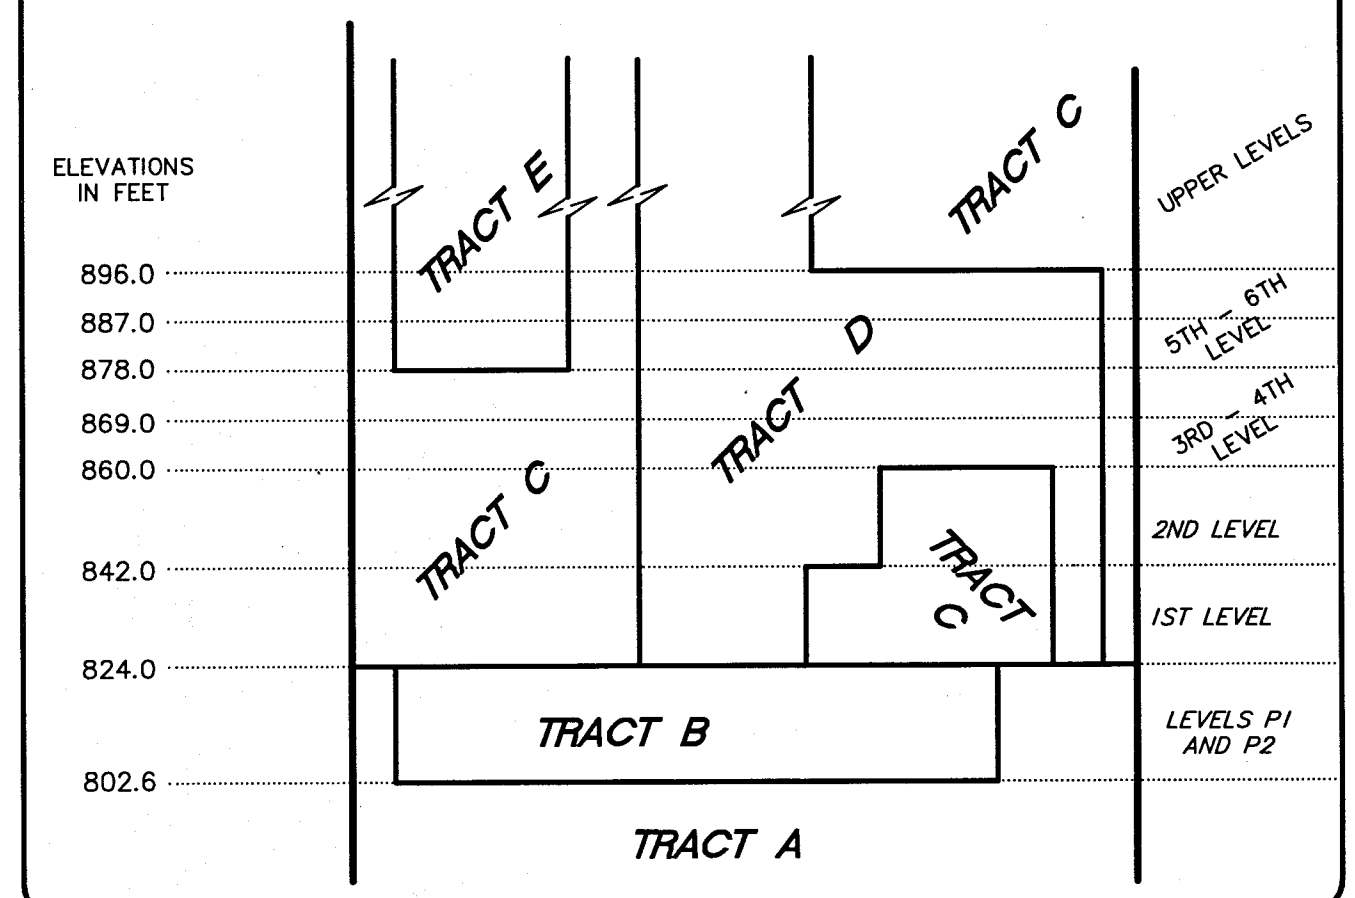 ELEVATIONS
IN FEET
896.0
887.0
878.0
869.0
860.0
842.0
824.0
802.6
TRACT E
TRACT C
TRACT D
TRACT C
TRACT
C
TRACT B
TRACT A
UPPER LEVELS
5TH - 6TH
LEVEL
3RD - 4TH
LEVEL
2ND LEVEL
1ST LEVEL
LEVELS P1
AND P2